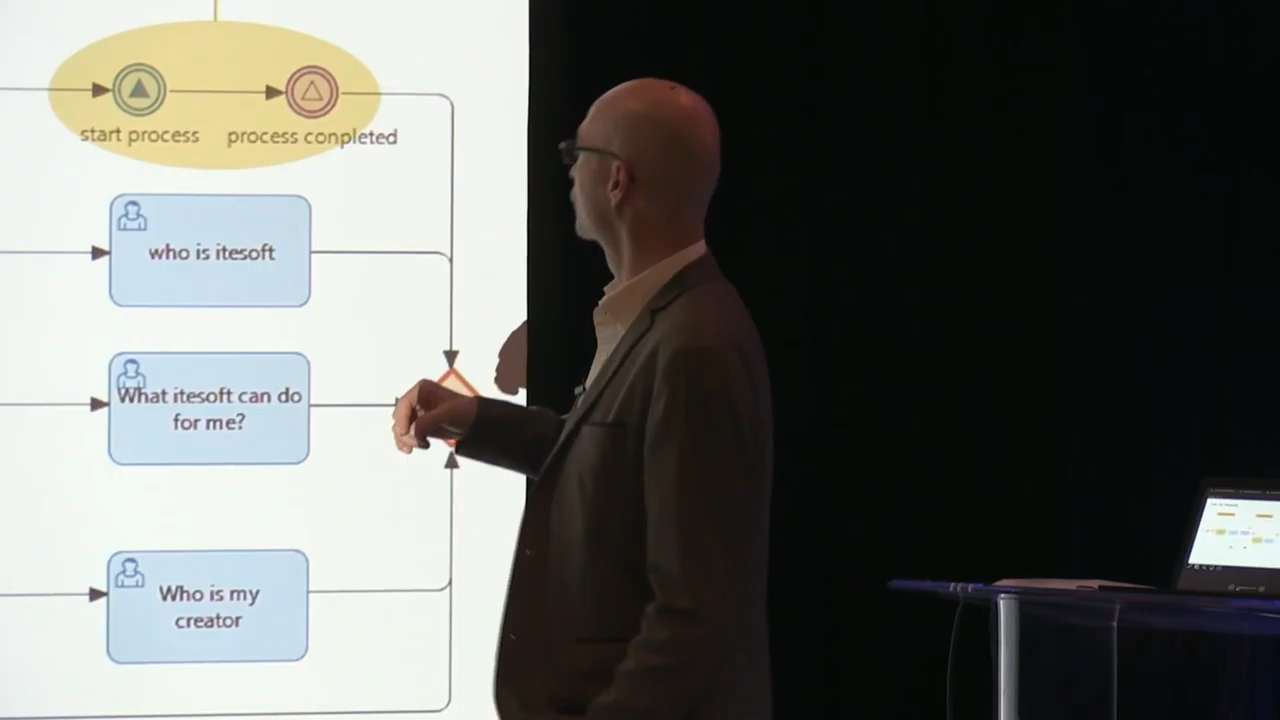 start process
process conpleted
who is itesoft
What itesoft can do
for me?
Who is my
creator